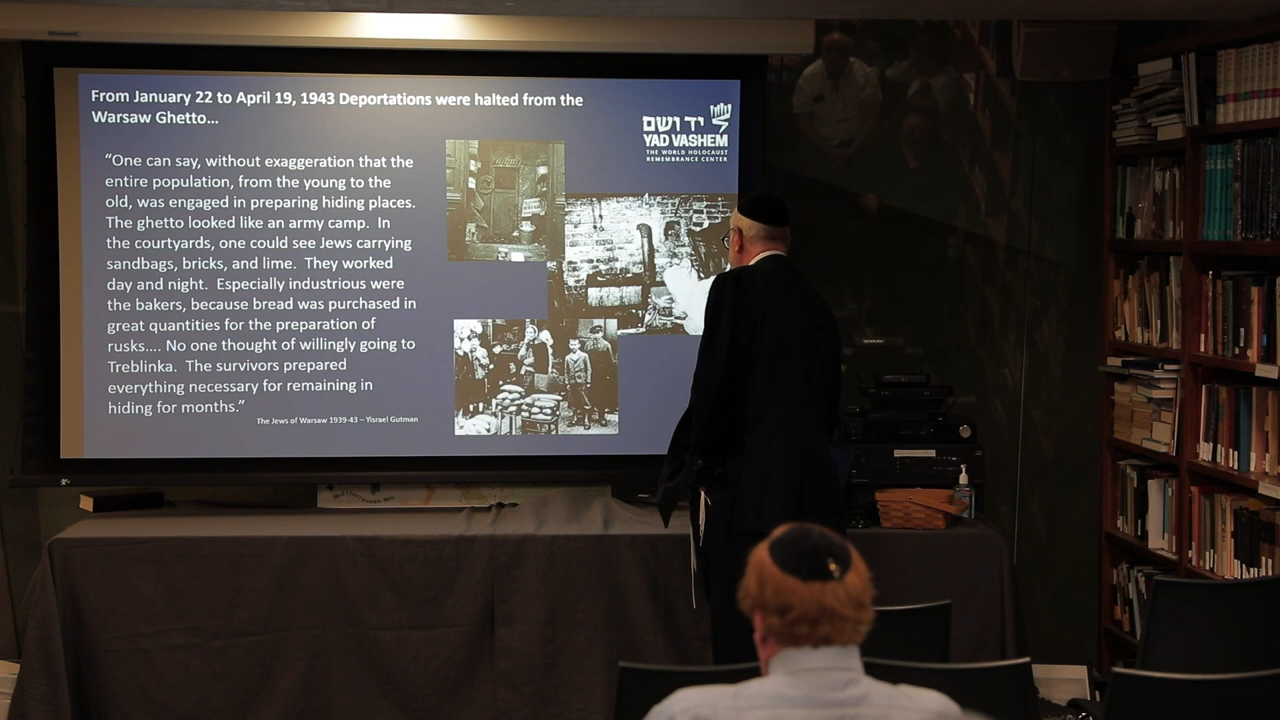 From January 22 to April 19, 1943 Deportations were halted from the
Warsaw Ghetto...
יד ושם
YAD VASHEM
THE WORLD HOLOCAUST
REMEMBRANCE CENTER
“One can say, without exaggeration that the
entire population, from the young to the
old, was engaged in preparing hiding places.
The ghetto looked like an army camp. In
the courtyards, one could see Jews carrying
sandbags, bricks, and lime. They worked
day and night. Especially industrious were
the bakers, because bread was purchased in
great quantities for the preparation of
rusks.... No one thought of willingly going to
Treblinka. The survivors prepared
everything necessary for remaining in
hiding for months.”
The Jews of Warsaw 1939-43 – Yisrael Gutman
Mediterranean Sea